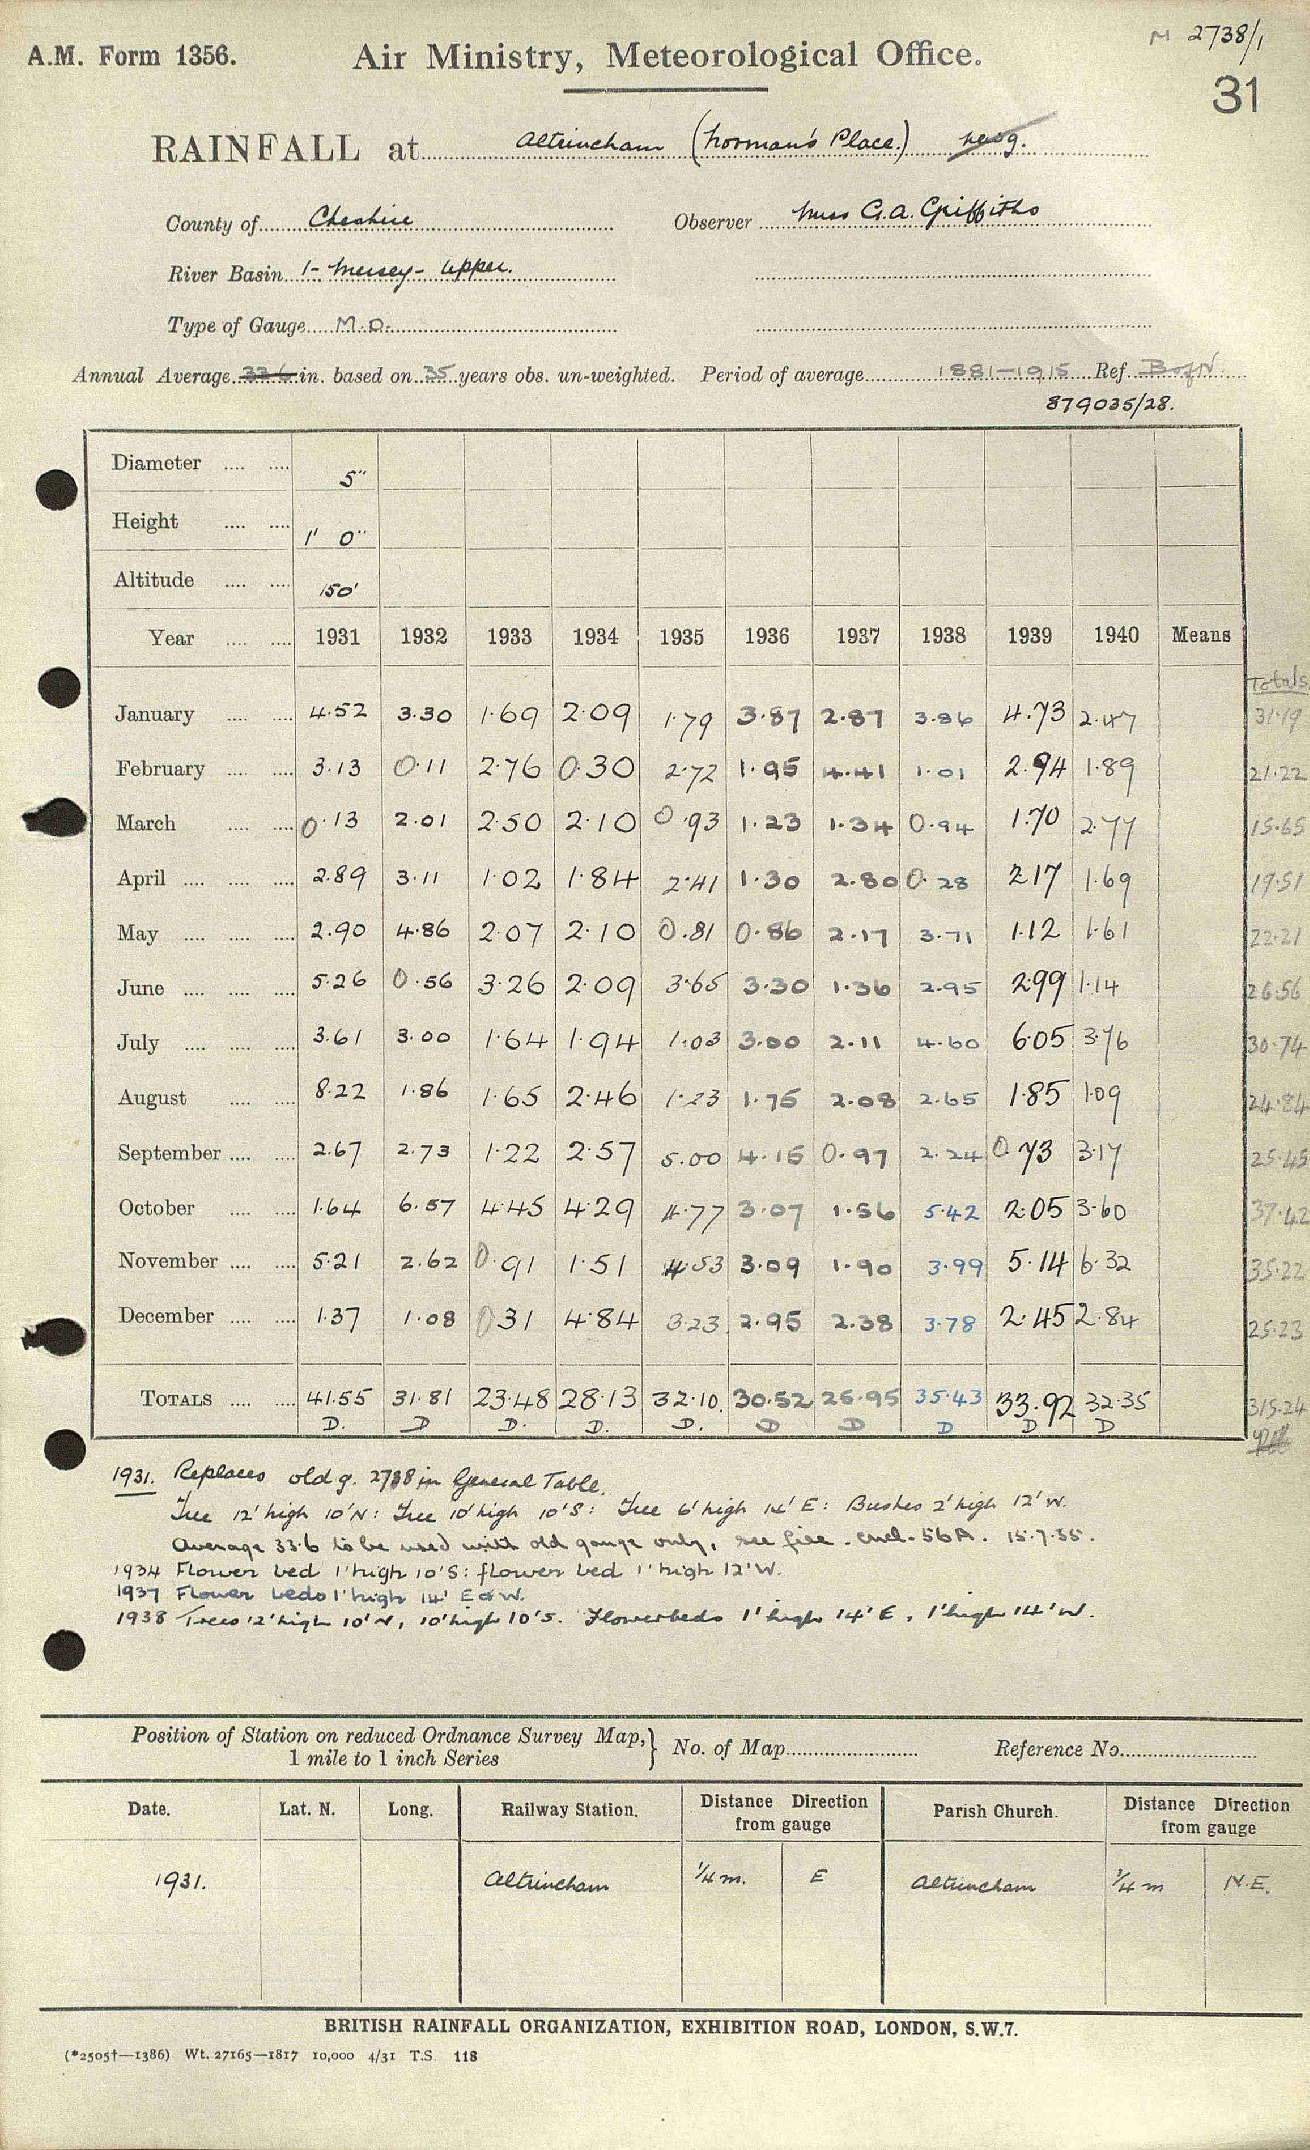 M 2738/1
A.M. Form 1356. Air Ministry, Meteorological Office.
31
RAINFALL at Altrincham (Norman's Place.) new g.
County of Cheshire Observer Miss G.A. Griffiths
River Basin 1- Mersey - Upper.
Type of Gauge M.O.
Annual Average 33.6 in. based on 35 years obs. un-weighted. Period of average 1881-1915 Ref. B of N
879035/28.
Diameter .... .... 5"
Height .... .... 1' 0"
Altitude .... .... 150'
Year .... .... 1931 1932 1933 1934 1935 1936 1937 1938 1939 1940 Means
Totals
January .... .... 4.52 3.30 1.69 2.09 1.79 3.87 2.87 3.86 4.73 2.47 31.19
February .... .... 3.13 0.11 2.76 0.30 2.72 1.95 4.41 1.01 2.94 1.89 21.22
March .... .... 0.13 2.01 2.50 2.10 0.93 1.23 1.34 0.94 1.70 2.77 15.65
April .... .... .... 2.89 3.11 1.02 1.84 2.41 1.30 2.80 0.28 2.17 1.69 19.51
May .... .... .... 2.90 4.86 2.07 2.10 0.81 0.86 2.17 3.71 1.12 1.61 22.21
June .... .... .... 5.26 0.56 3.26 2.09 3.65 3.30 1.36 2.95 2.99 1.14 26.56
July .... .... .... 3.61 3.00 1.64 1.94 1.03 3.00 2.11 4.60 6.05 3.76 30.74
August .... .... 8.22 1.86 1.65 2.46 1.23 1.75 2.08 2.65 1.85 1.09 24.84
September .... .... 2.67 2.73 1.22 2.57 5.00 4.15 0.97 2.24 0.73 3.17 25.45
October .... .... 1.64 6.57 4.45 4.29 4.77 3.07 1.56 5.42 2.05 3.60 37.42
November .... .... 5.21 2.62 0.91 1.51 4.53 3.09 1.90 3.99 5.14 6.32 35.22
December .... .... 1.37 1.08 0.31 4.84 3.23 2.95 2.38 3.78 2.45 2.84 25.23
TOTALS .... .... 41.55 31.81 23.48 28.13 32.10 30.52 25.95 35.43 33.92 32.35 315.24
D. D D. D. D. D D D D D
1931. Replaces old g. 2738 in General Table.
Tree 12' high 10' N: Tree 10' high 10' S: Tree 6' high 14' E: Bushes 2' high 12' W.
Average 33.6 to be used with old gauge only, see file. encl. 56A. 15.7.35.
1934 Flower bed 1' high 10' S: flower bed 1' high 12' W.
1937 Flower beds 1' high 14' E & W.
1938 Trees 12' high 10' N, 10' high 10' S. Flowerbeds 1' high 14' E, 1' high 14' W.
Position of Station on reduced Ordnance Survey Map, 1 mile to 1 inch Series } No. of Map Reference No.
Date. Lat. N. Long. Railway Station. Distance Direction from gauge Parish Church. Distance Direction from gauge
1931. Altrincham 1/4 m. E Altrincham 1/4 m N.E.
BRITISH RAINFALL ORGANIZATION, EXHIBITION ROAD, LONDON, S.W.7.
(*2505†—1386) Wt. 27165—1817 10,000 4/31 T.S. 118